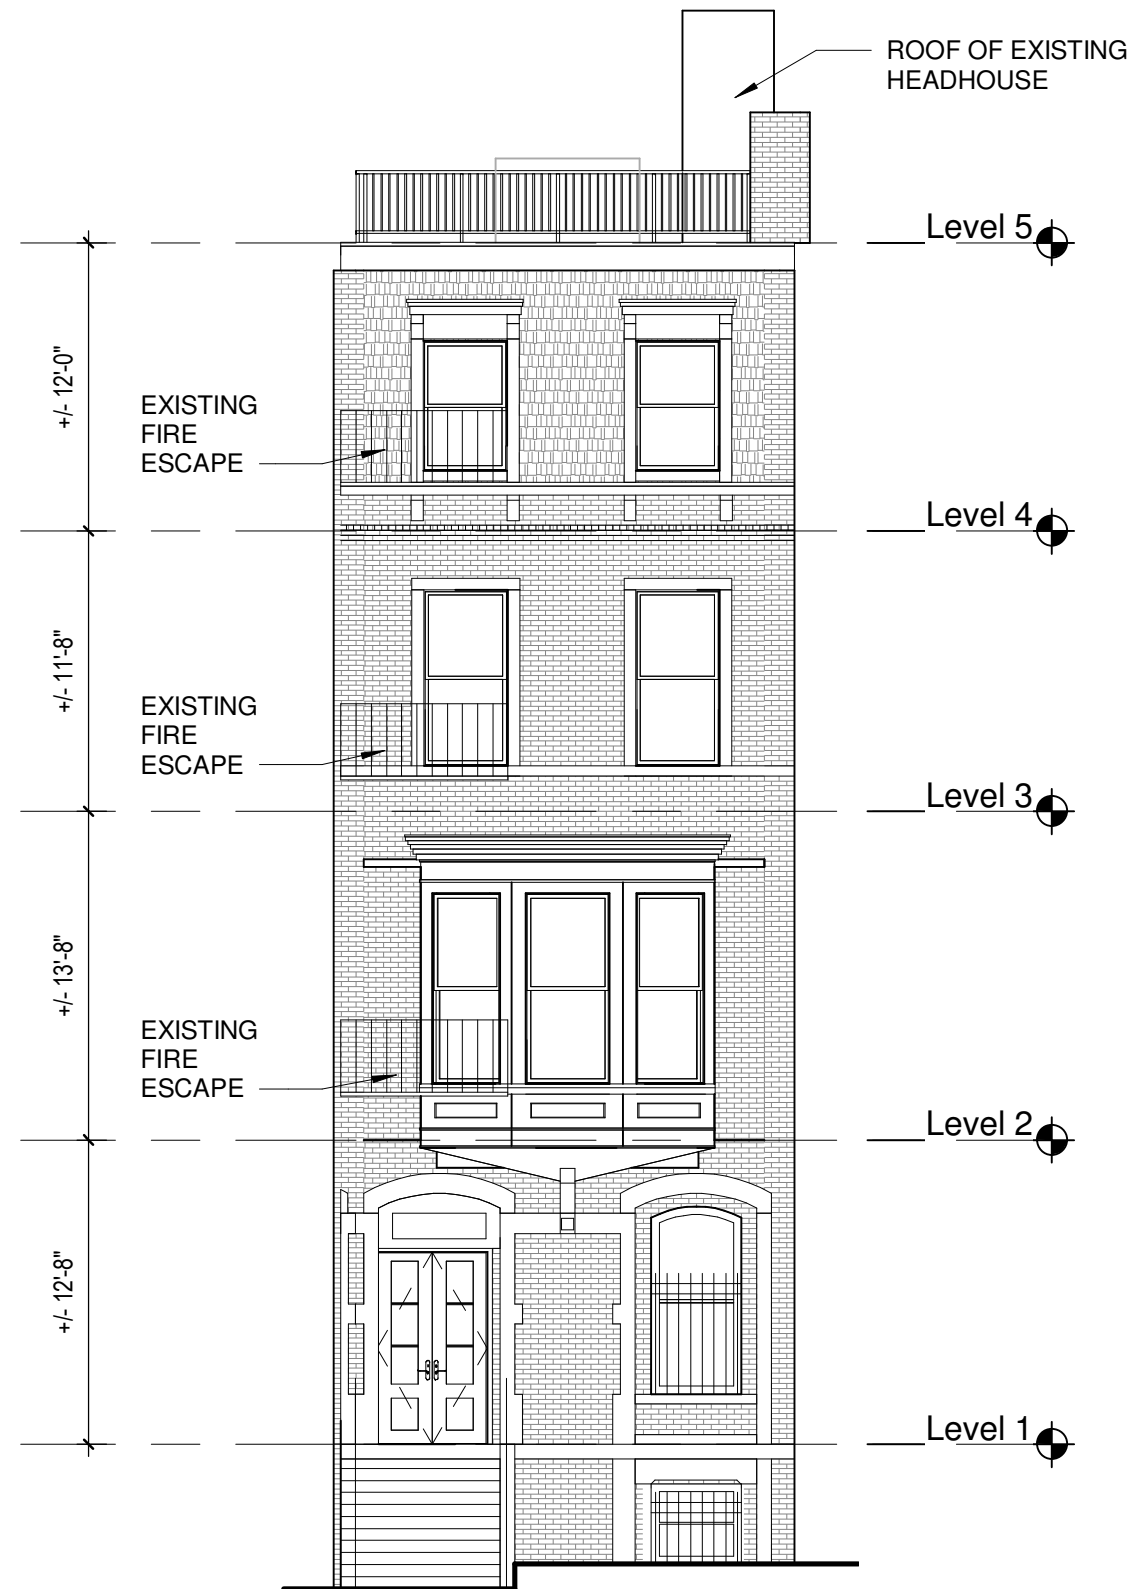 ROOF OF EXISTING
HEADHOUSE
Level 5
+/- 12'-0"
EXISTING
FIRE
ESCAPE
Level 4
+/- 11'-8"
EXISTING
FIRE
ESCAPE
Level 3
+/- 13'-8"
EXISTING
FIRE
ESCAPE
Level 2
+/- 12'-8"
Level 1